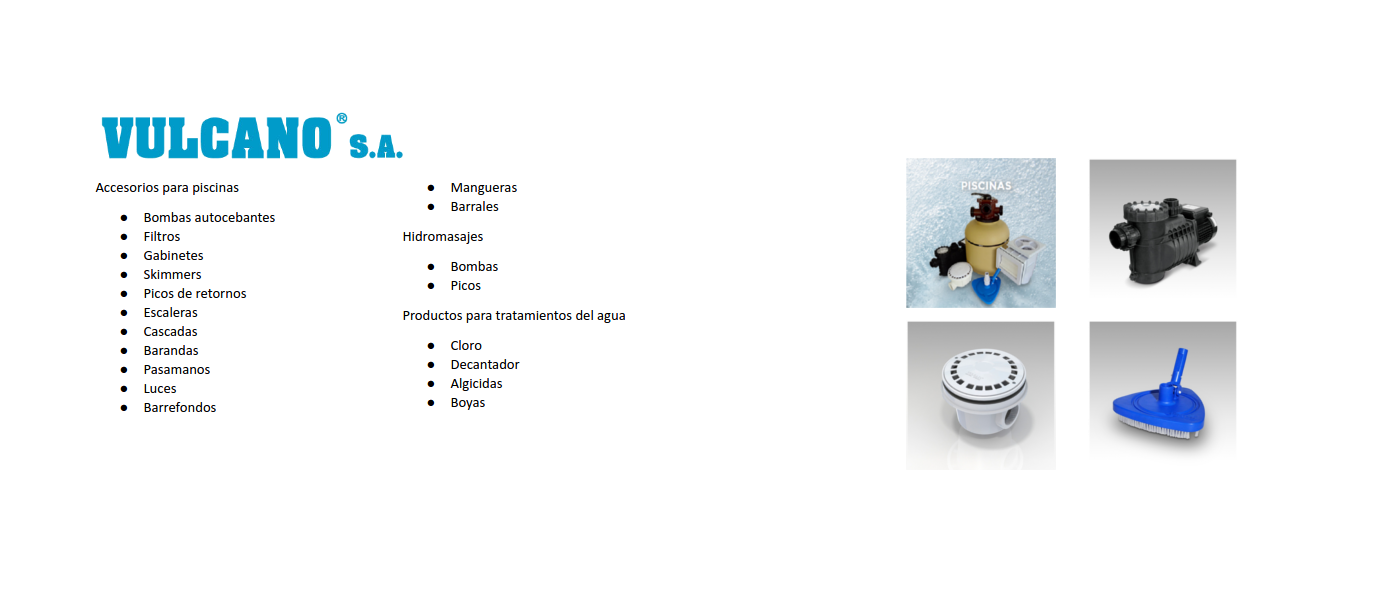 VULCANO® S.A.
Accesorios para piscinas
● Bombas autocebantes
● Filtros
● Gabinetes
● Skimmers
● Picos de retornos
● Escaleras
● Cascadas
● Barandas
● Pasamanos
● Luces
● Barrefondos
● Mangueras
● Barrales
Hidromasajes
● Bombas
● Picos
Productos para tratamientos del agua
● Cloro
● Decantador
● Algicidas
● Boyas
PISCINAS